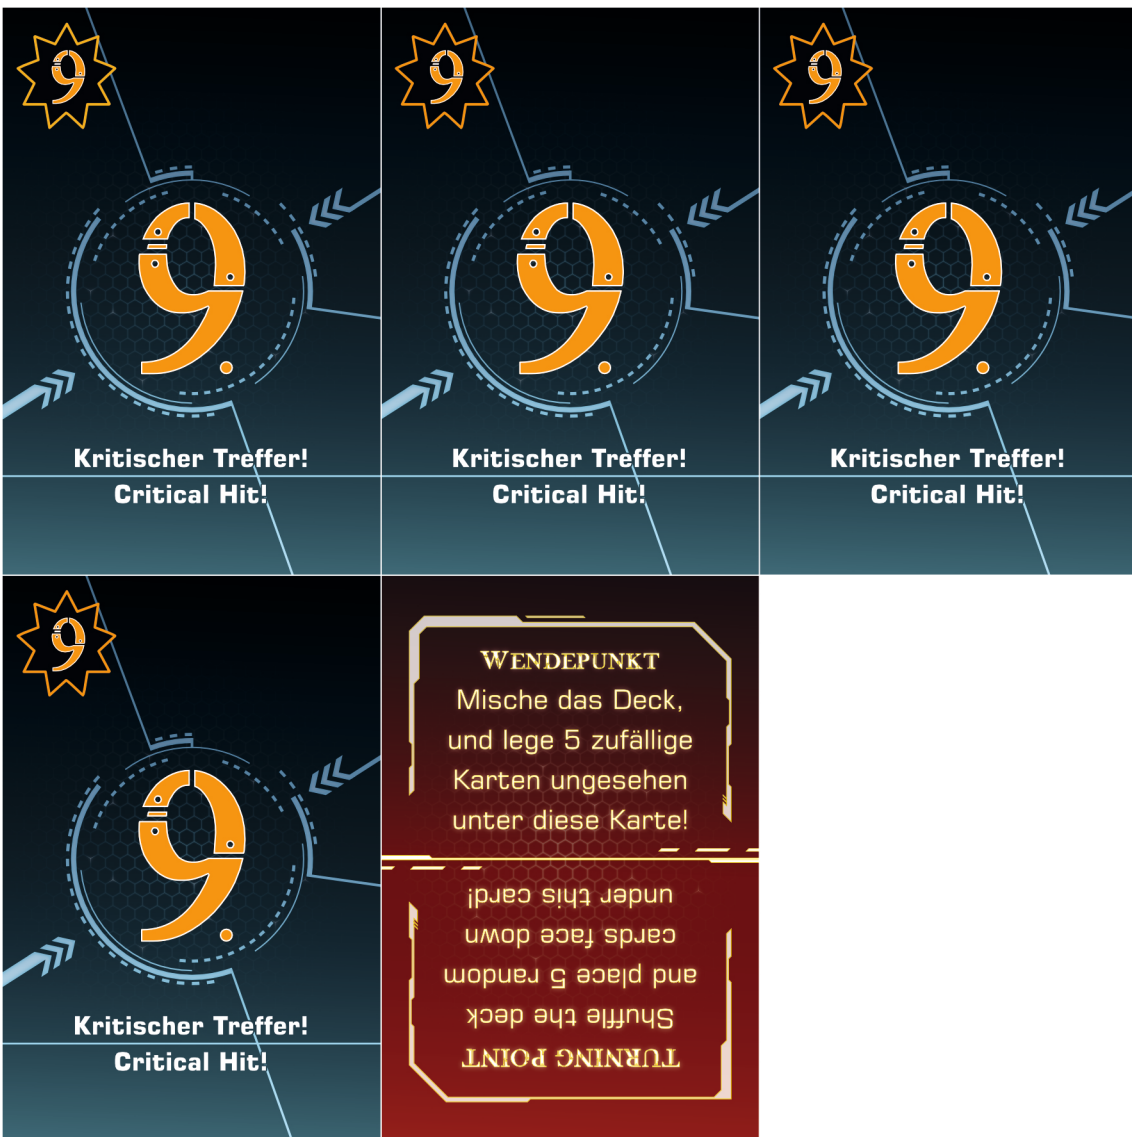 9
9.
Kritischer Treffer!
Critical Hit!
9
9.
Kritischer Treffer!
Critical Hit!
9
9.
Kritischer Treffer!
Critical Hit!
9
9.
Kritischer Treffer!
Critical Hit!
WENDEPUNKT
Mische das Deck,
und lege 5 zufällige
Karten ungesehen
unter diese Karte!
TURNING POINT
Shuffle the deck
and place 5 random
cards face down
under this card!